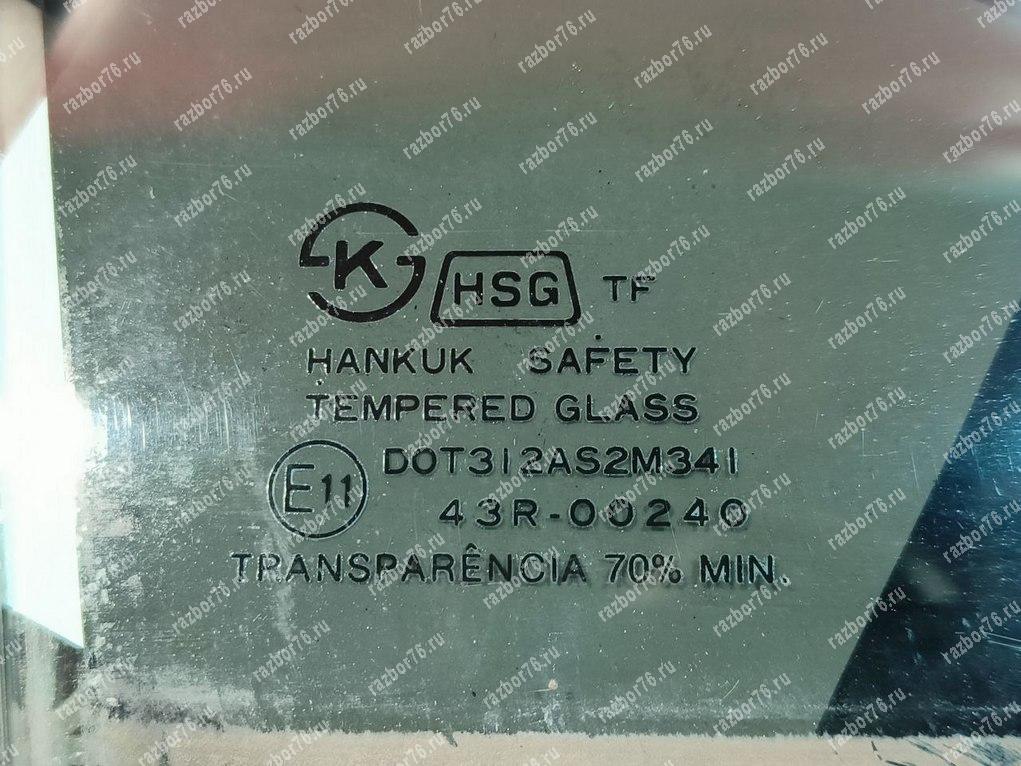 K HSG TF
HANKUK SAFETY
TEMPERED GLASS
E11 DOT312AS2M341
43R-00240
TRANSPARÊNCIA 70% MIN.
razbor76.ru